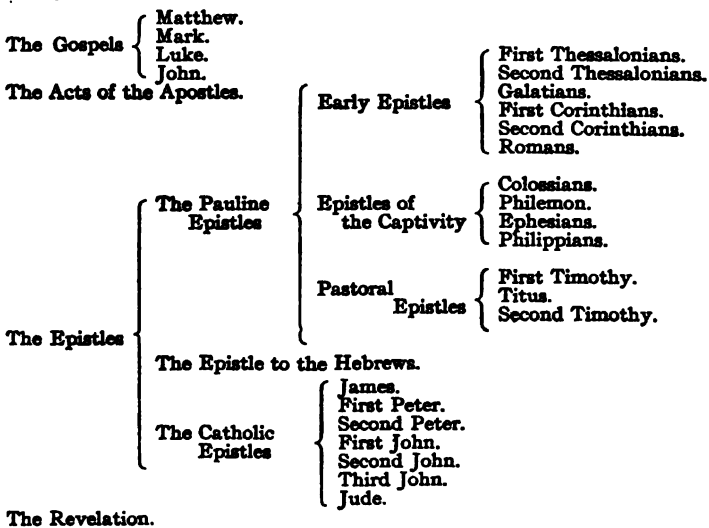 The Gospels
Matthew.
Mark.
Luke.
John.
The Acts of the Apostles.
The Epistles
The Pauline
Epistles
Early Epistles
First Thessalonians.
Second Thessalonians.
Galatians.
First Corinthians.
Second Corinthians.
Romans.
Epistles of
the Captivity
Colossians.
Philemon.
Ephesians.
Philippians.
Pastoral
Epistles
First Timothy.
Titus.
Second Timothy.
The Epistle to the Hebrews.
The Catholic
Epistles
James.
First Peter.
Second Peter.
First John.
Second John.
Third John.
Jude.
The Revelation.